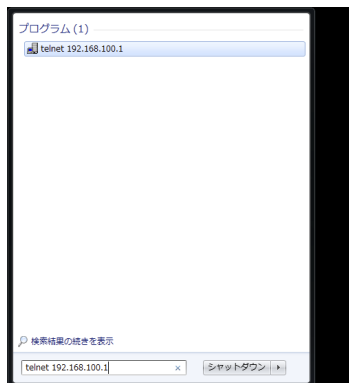 プログラム (1)
telnet 192.168.100.1
検索結果の続きを表示
telnet 192.168.100.1 × シャットダウン